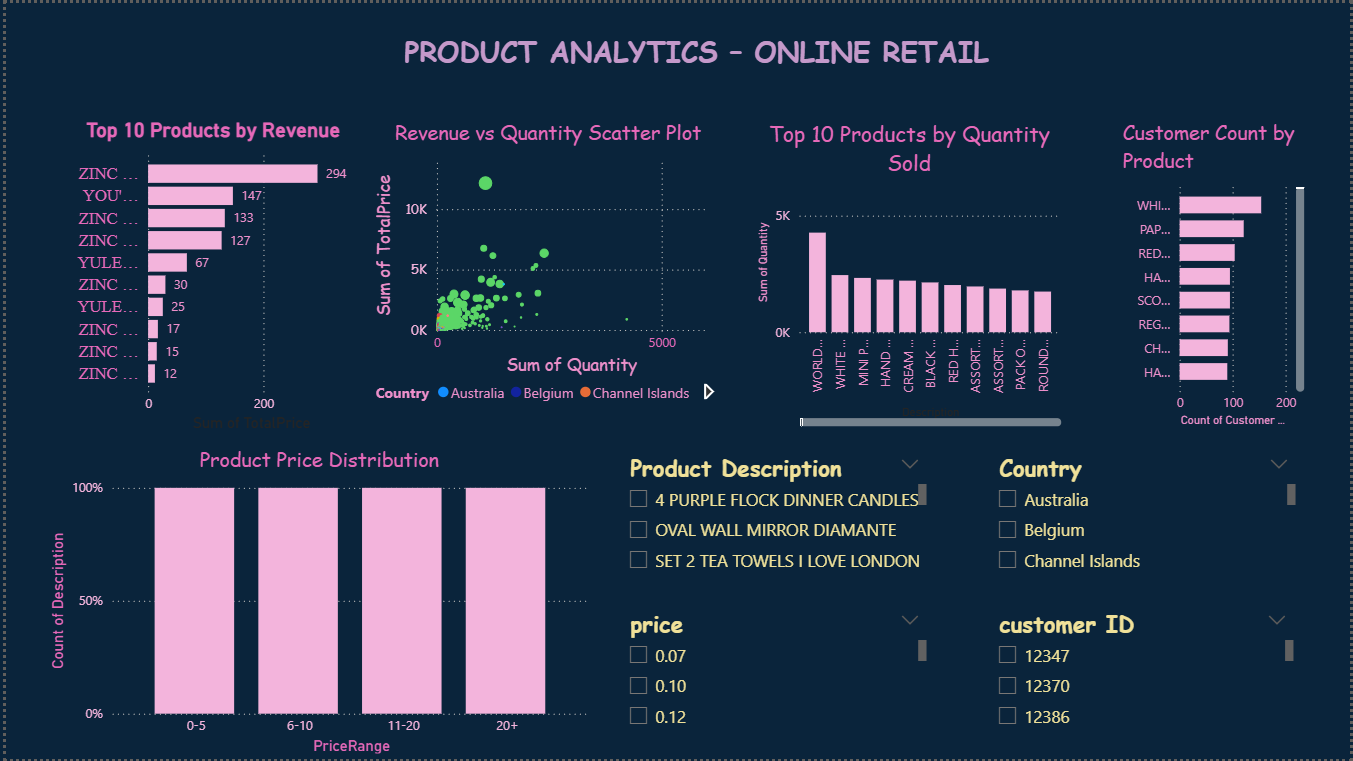 PRODUCT ANALYTICS – ONLINE RETAIL
Top 10 Products by Revenue
ZINC ... 294
YOU'... 147
ZINC ... 133
ZINC ... 127
YULE... 67
ZINC ... 30
YULE... 25
ZINC ... 17
ZINC ... 15
ZINC ... 12
0 200
Sum of TotalPrice
Revenue vs Quantity Scatter Plot
Sum of TotalPrice
10K
5K
0K
0 5000
Sum of Quantity
Country Australia Belgium Channel Islands
Top 10 Products by Quantity
Sold
Sum of Quantity
5K
0K
WORLD...
WHITE ...
MINI P...
HAND ...
CREAM ...
BLACK ...
RED H...
ASSORT...
ASSORT...
PACK O...
ROUND...
Customer Count by
Product
WHI...
PAP...
RED...
HA...
SCO...
REG...
CH...
HA...
0 100 200
Count of Customer ...
Product Price Distribution
Count of Description
100%
50%
0%
0-5 6-10 11-20 20+
PriceRange
Product Description
4 PURPLE FLOCK DINNER CANDLES
OVAL WALL MIRROR DIAMANTE
SET 2 TEA TOWELS I LOVE LONDON
Country
Australia
Belgium
Channel Islands
price
0.07
0.10
0.12
customer ID
12347
12370
12386